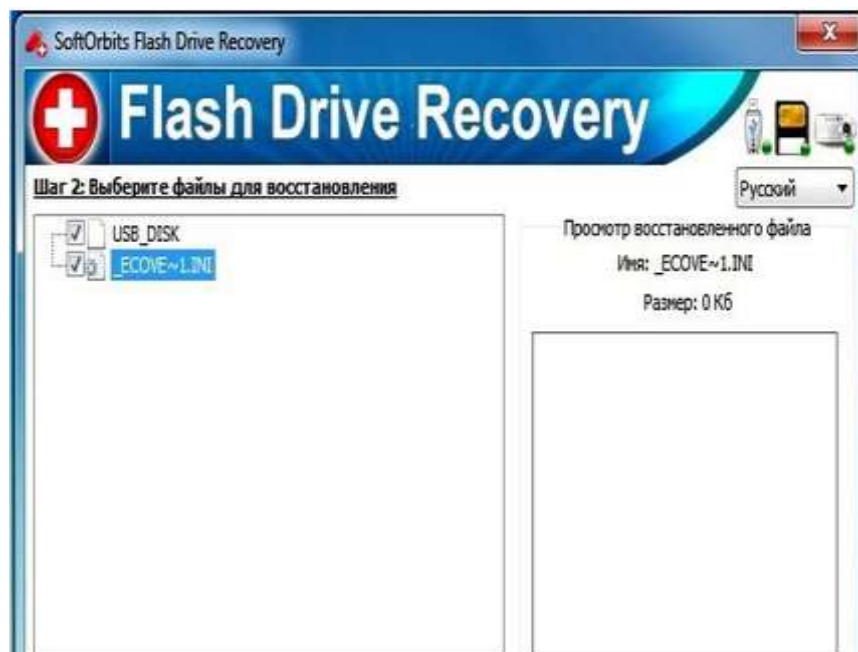 SoftOrbits Flash Drive Recovery
Flash Drive Recovery
Шаг 2: Выберите файлы для восстановления
Русский
USB_DISK
_ECOVE~1.INI
Просмотр восстановленного файла
Имя: _ECOVE~1.INI
Размер: 0 Кб